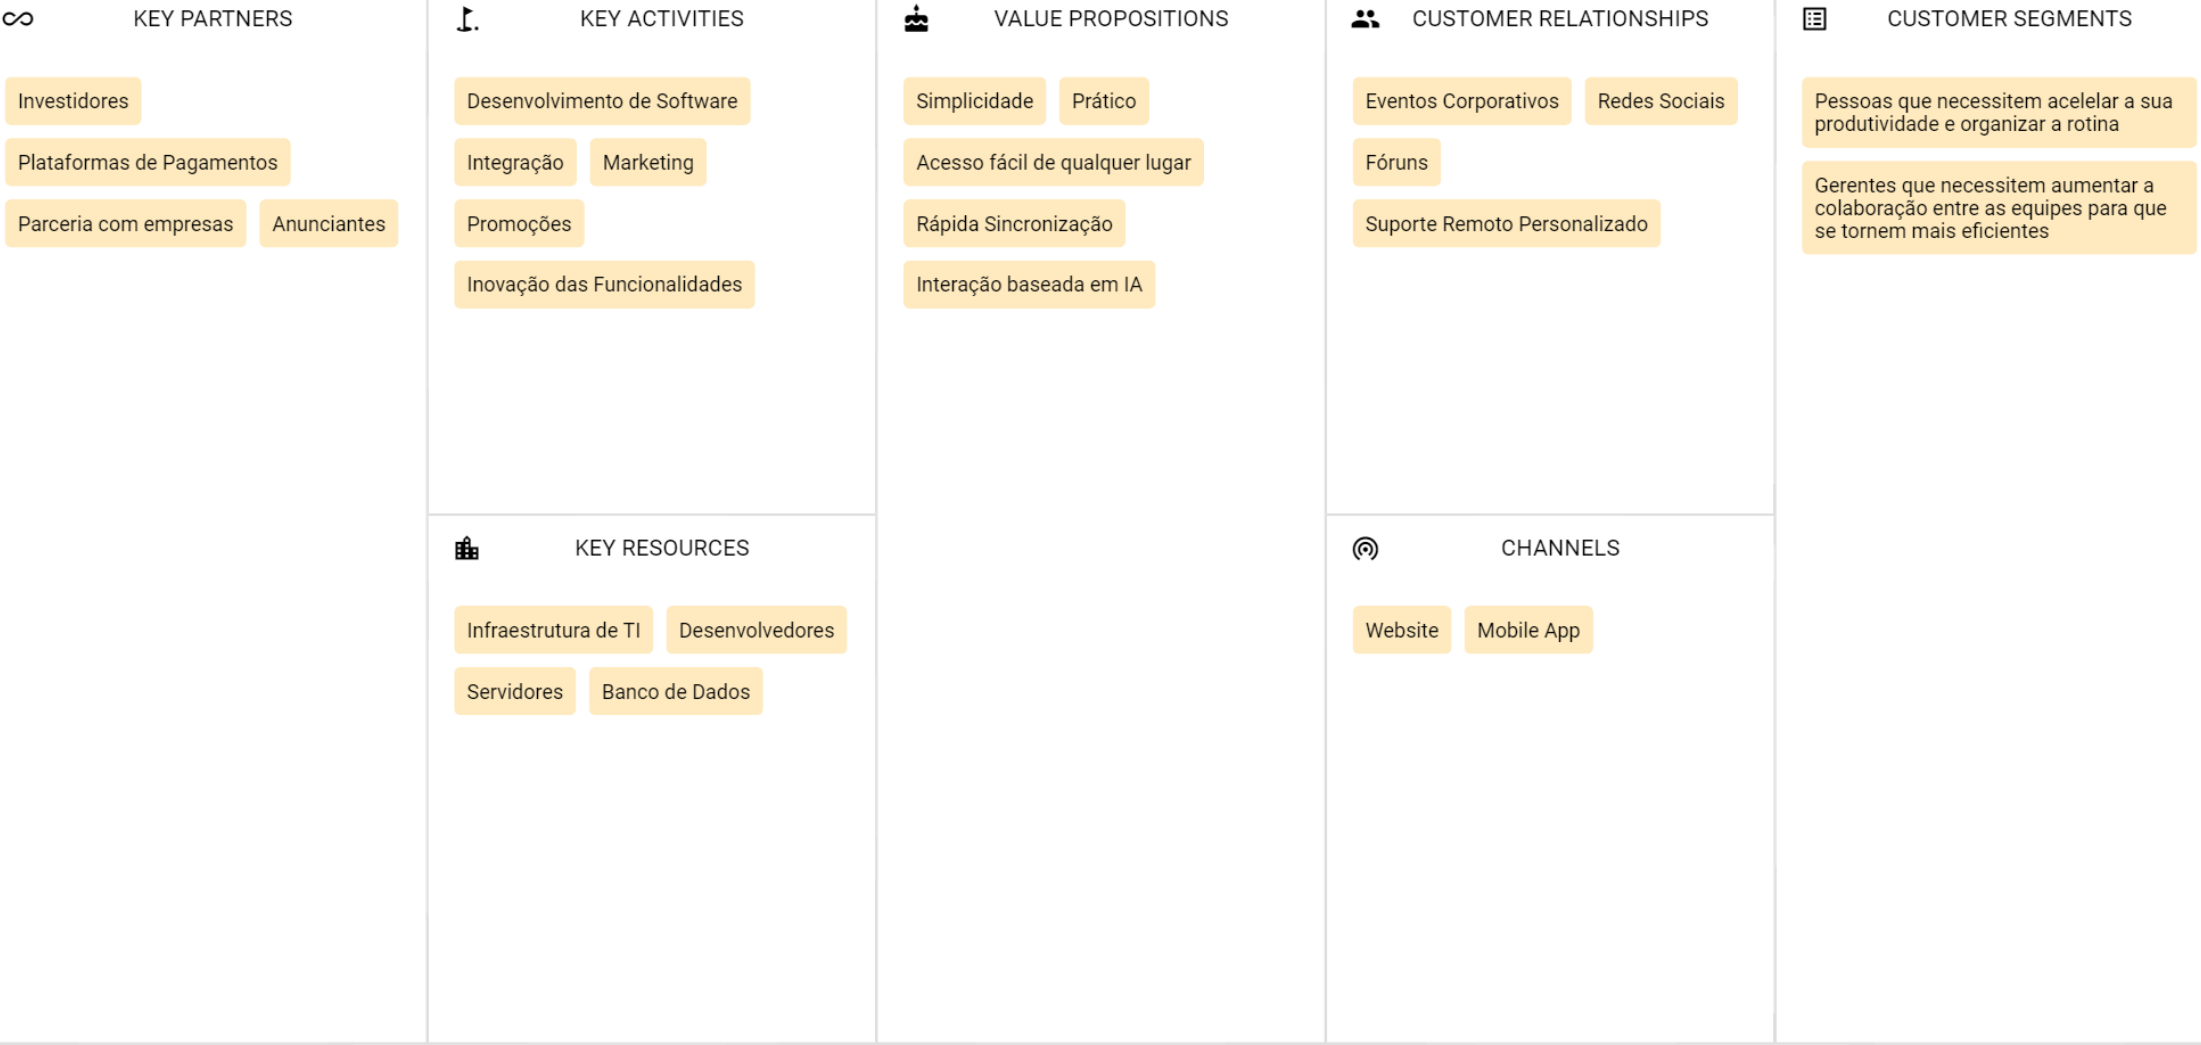 KEY PARTNERS
Investidores
Plataformas de Pagamentos
Parceria com empresas
Anunciantes
KEY ACTIVITIES
Desenvolvimento de Software
Integração
Marketing
Promoções
Inovação das Funcionalidades
KEY RESOURCES
Infraestrutura de TI
Desenvolvedores
Servidores
Banco de Dados
VALUE PROPOSITIONS
Simplicidade
Prático
Acesso fácil de qualquer lugar
Rápida Sincronização
Interação baseada em IA
CUSTOMER RELATIONSHIPS
Eventos Corporativos
Redes Sociais
Fóruns
Suporte Remoto Personalizado
CHANNELS
Website
Mobile App
CUSTOMER SEGMENTS
Pessoas que necessitem acelelar a sua
produtividade e organizar a rotina
Gerentes que necessitem aumentar a
colaboração entre as equipes para que
se tornem mais eficientes